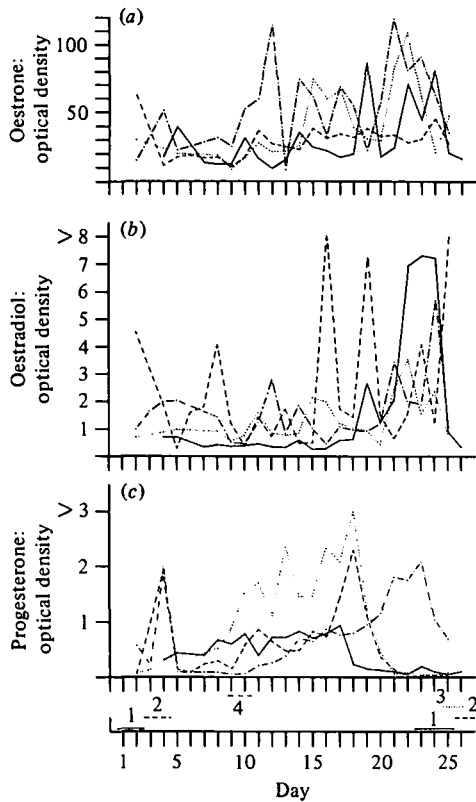 (a)
Oestrone:
optical density
100
50
(b)
Oestradiol:
optical density
> 8
7
6
5
4
3
2
1
(c)
Progesterone:
optical density
> 3
2
1
1 2 4 3 2
1
1 5 10 15 20 25
Day